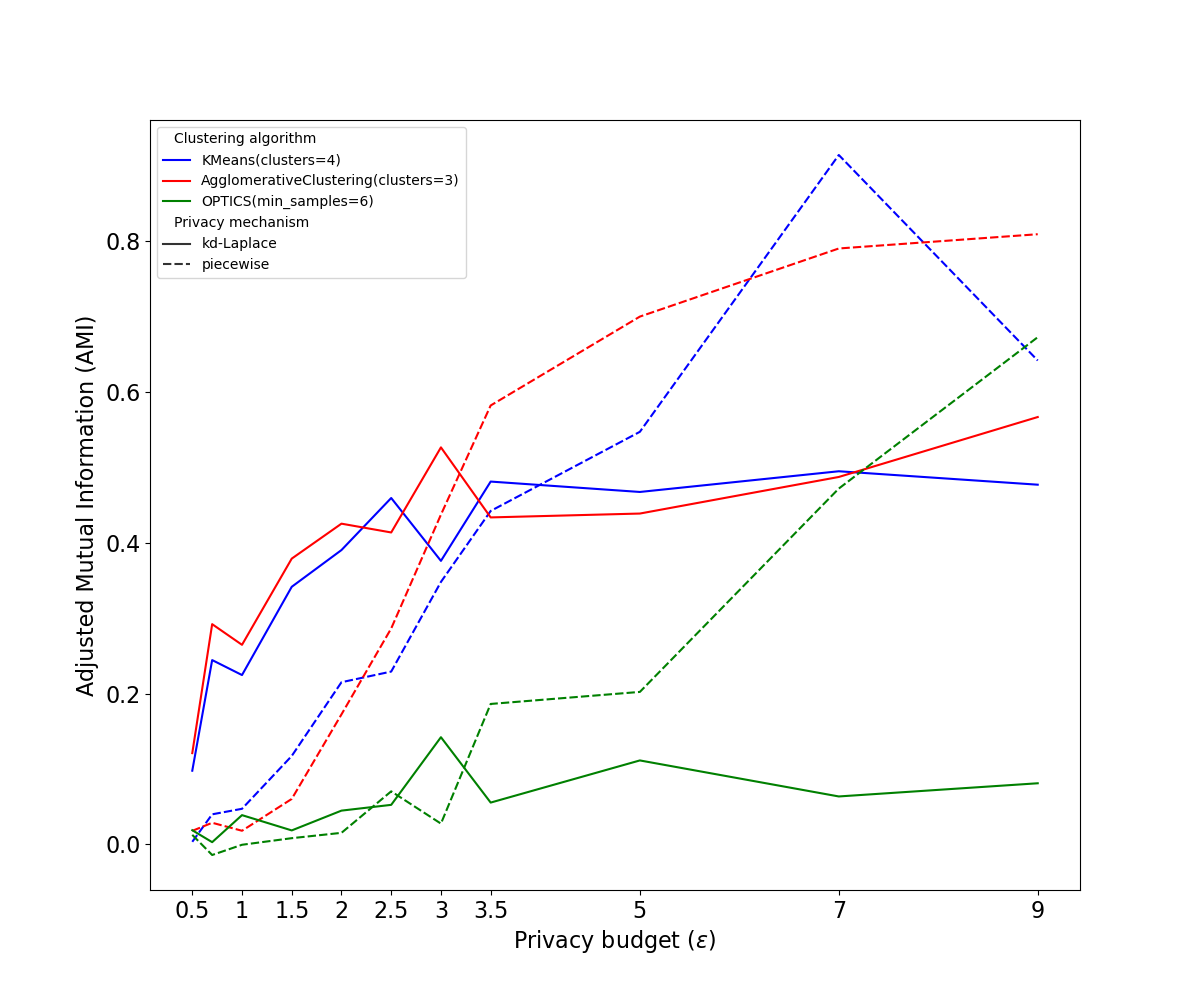 Clustering algorithm
KMeans(clusters=4)
AgglomerativeClustering(clusters=3)
OPTICS(min_samples=6)
Privacy mechanism
kd-Laplace
piecewise
Adjusted Mutual Information (AMI)
0.8
0.6
0.4
0.2
0.0
0.5 1 1.5 2 2.5 3 3.5 5 7 9
Privacy budget (ε)